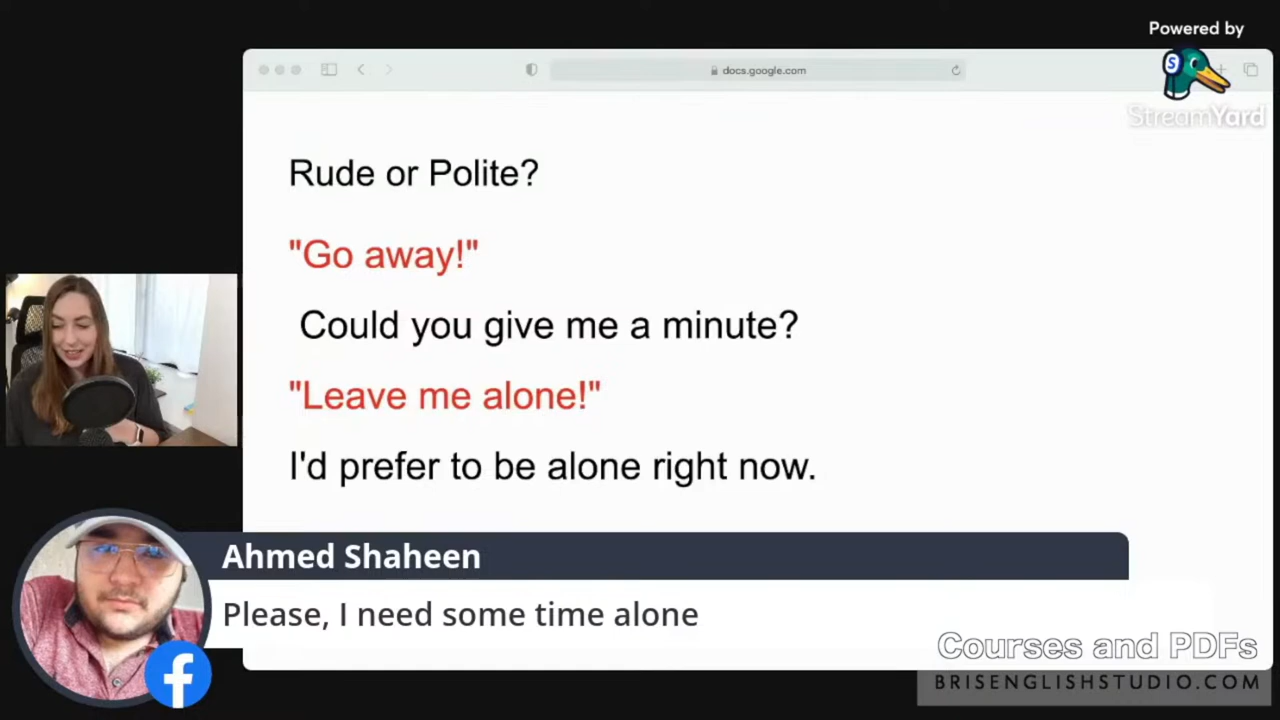 Powered by
StreamYard
docs.google.com
Rude or Polite?
"Go away!"
Could you give me a minute?
"Leave me alone!"
I'd prefer to be alone right now.
Ahmed Shaheen
Please, I need some time alone
Courses and PDFs
BRISENGLISHSTUDIO.COM